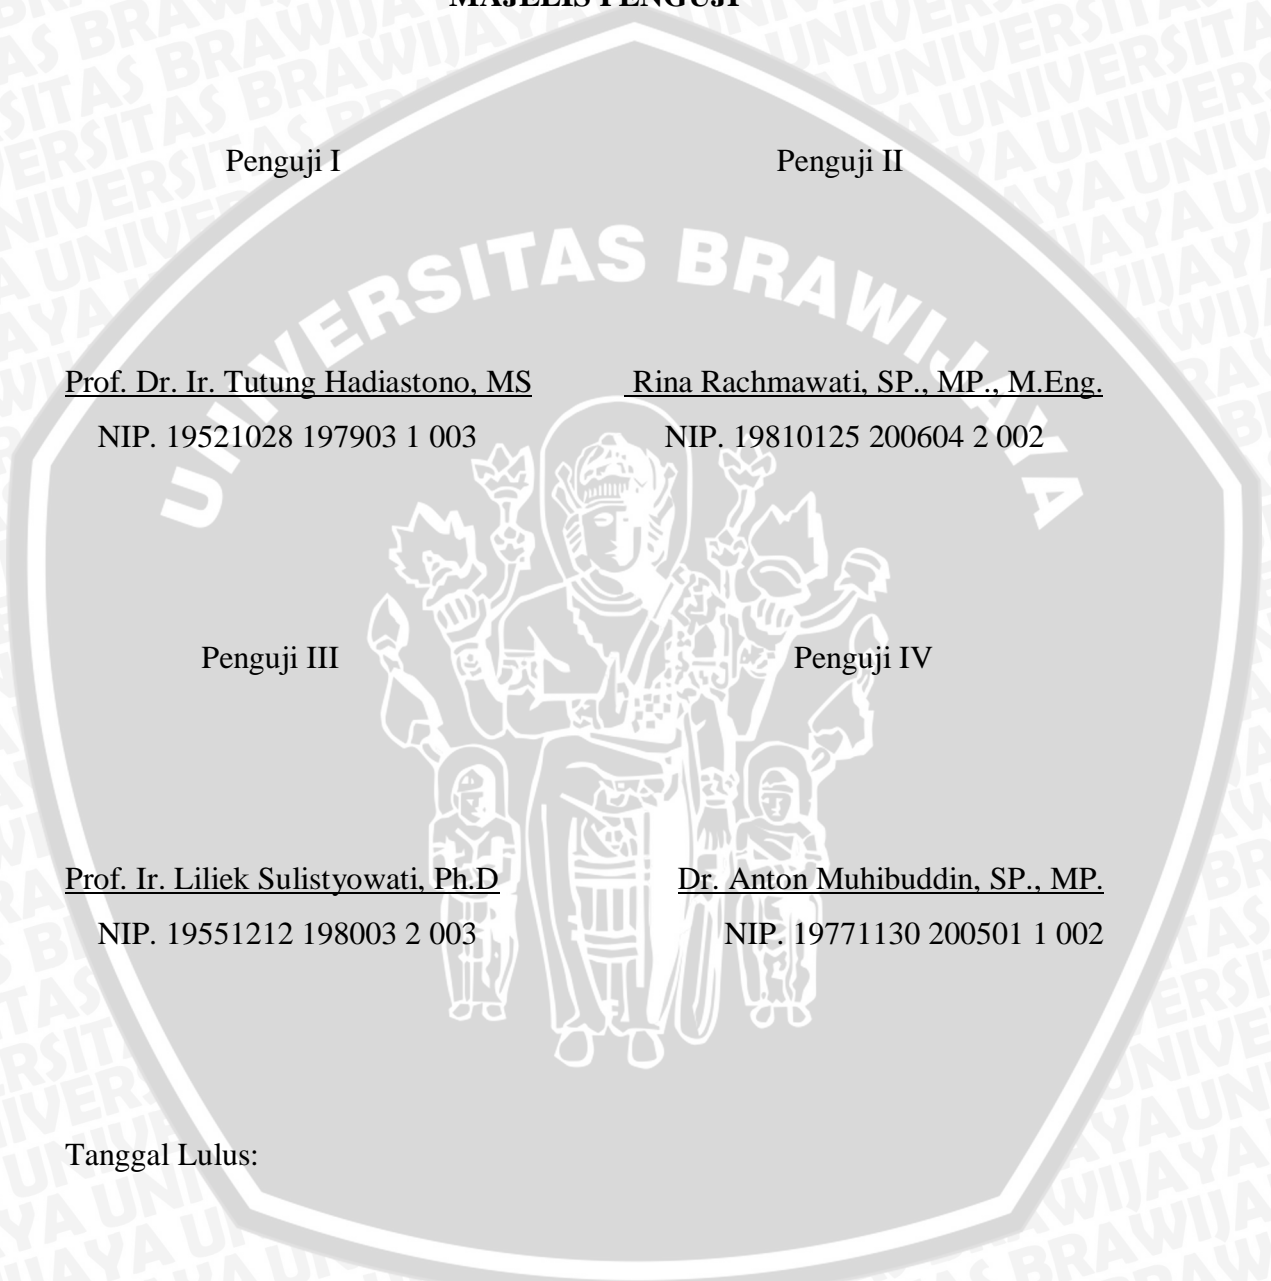 MAJELIS PENGUJI
Penguji I Penguji II
UNIVERSITAS BRAWIJAYA
Prof. Dr. Ir. Tutung Hadiastono, MS Rina Rachmawati, SP., MP., M.Eng.
NIP. 19521028 197903 1 003 NIP. 19810125 200604 2 002
Penguji III Penguji IV
Prof. Ir. Liliek Sulistyowati, Ph.D Dr. Anton Muhibuddin, SP., MP.
NIP. 19551212 198003 2 003 NIP. 19771130 200501 1 002
Tanggal Lulus: